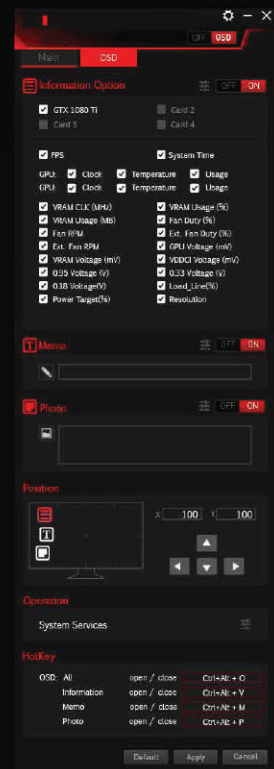 OFF OSD
Main OSD
Information Option OFF ON
GTX 1080 Ti Card 2
Card 3 Card 4
FPS System Time
GPU: Clock Temperature Usage
GPU: Clock Temperature Usage
VRAM CLK (MHz) VRAM Usage (%)
VRAM Usage (MB) Fan Duty (%)
Fan RPM Ext. Fan Duty (%)
Ext. Fan RPM GPU Voltage (mV)
VRAM Voltage (mV) VDDCI Voltage (mV)
0.95 Voltage (V) 0.33 Voltage (V)
0.18 Voltage(V) Load_Line(%)
Power Target(%) Resolution
T Memo OFF ON
Photo OFF ON
Position
X 100 Y 100
T
Operation
System Services
HotKey
OSD: All open / close Ctrl+Alt + O
Information open / close Ctrl+Alt + V
Memo open / close Ctrl+Alt + M
Photo open / close Ctrl+Alt + P
Default Apply Cancel